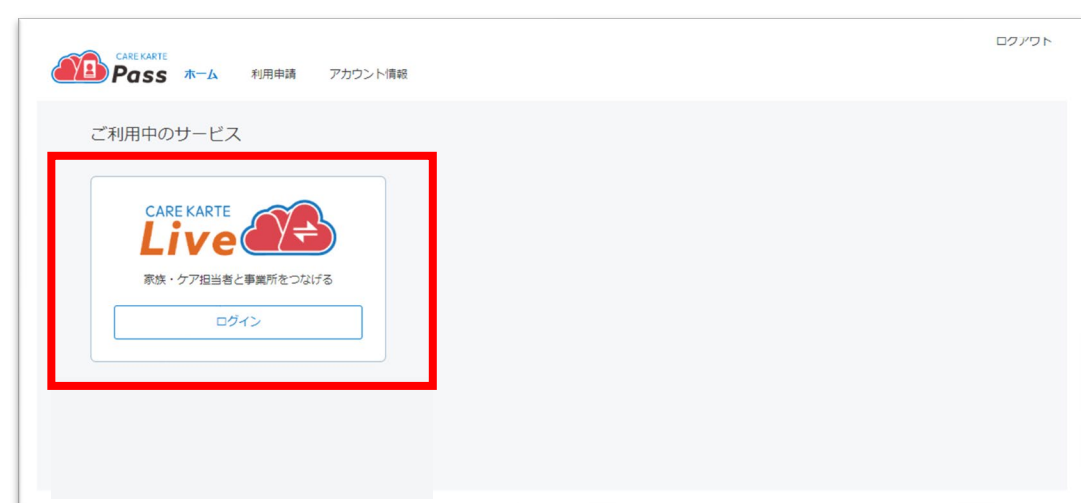 ログアウト
CARE KARTE
Pass ホーム 利用申請 アカウント情報
ご利用中のサービス
CARE KARTE
Live
家族・ケア担当者と事業所をつなげる
ログイン